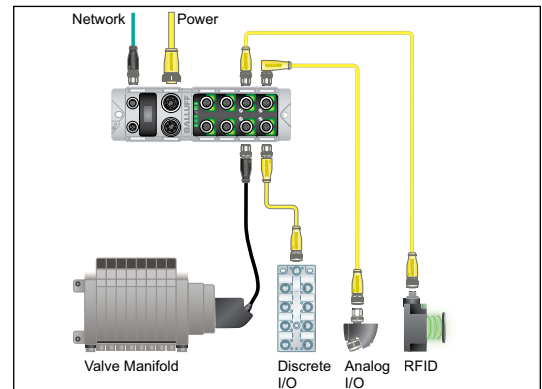 Network
Power
BALLUFF
Valve Manifold
Discrete
I/O
Analog
I/O
RFID